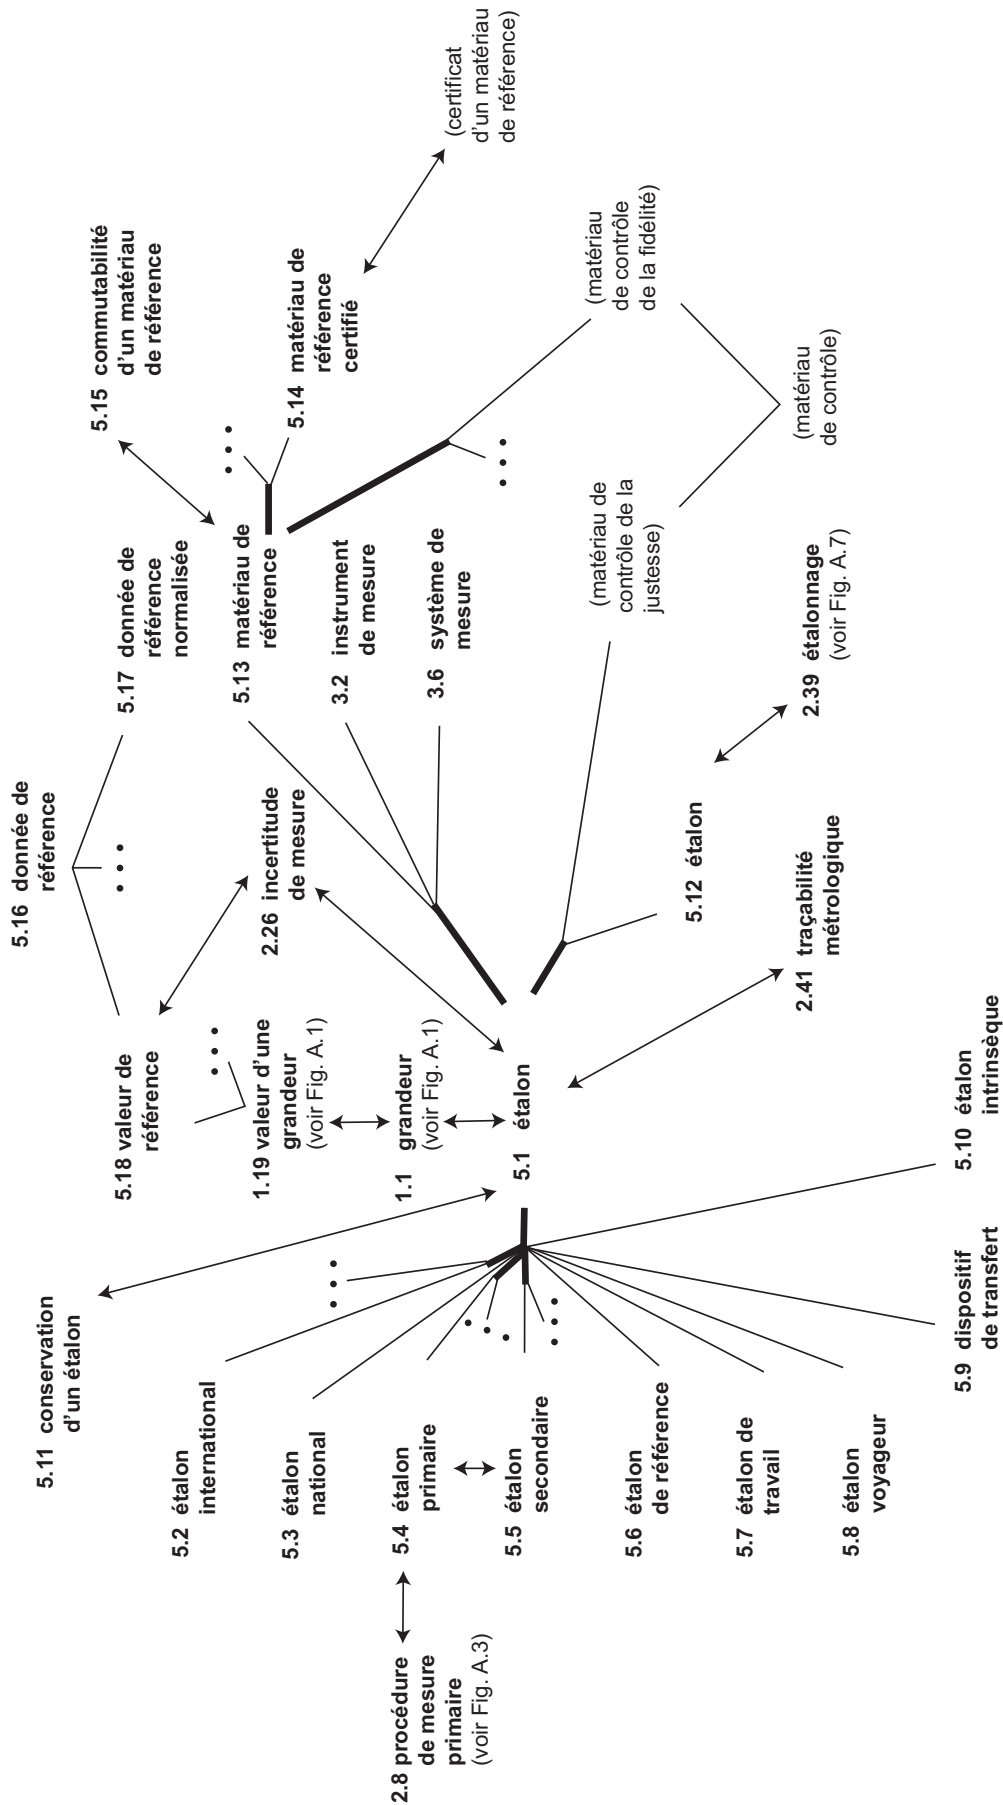 5.16 donnée de
référence
5.11 conservation
d'un étalon
5.18 valeur de
référence
5.17 donnée de
référence
normalisée
5.15 commutabilité
d'un matériau
de référence
5.2 étalon
international
1.19 valeur d'une
grandeur
(voir Fig. A.1)
2.26 incertitude
de mesure
5.13 matériau de
référence
5.14 matériau de
référence
certifié
5.3 étalon
national
3.2 instrument
de mesure
2.8 procédure
de mesure
primaire
(voir Fig. A.3)
5.4 étalon
primaire
1.1 grandeur
(voir Fig. A.1)
3.6 système de
mesure
(certificat
d'un matériau
de référence)
5.5 étalon
secondaire
5.1 étalon
5.6 étalon
de référence
(matériau de
contrôle de la
justesse)
(matériau
de contrôle
de la fidélité)
5.7 étalon de
travail
5.12 étalon
5.8 étalon
voyageur
2.41 traçabilité
métrologique
2.39 étalonnage
(voir Fig. A.7)
(matériau
de contrôle)
5.9 dispositif
de transfert
5.10 étalon
intrinsèque